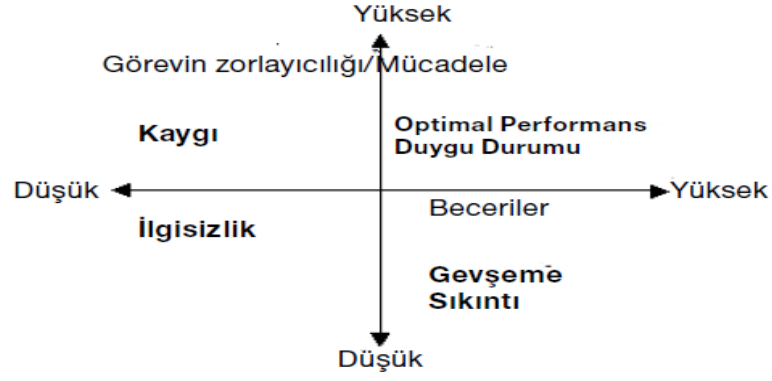 Yüksek
Görevin zorlayıcılığı/Mücadele
Kaygı
Optimal Performans
Duygu Durumu
Düşük
Yüksek
Beceriler
İlgisizlik
Gevşeme
Sıkıntı
Düşük